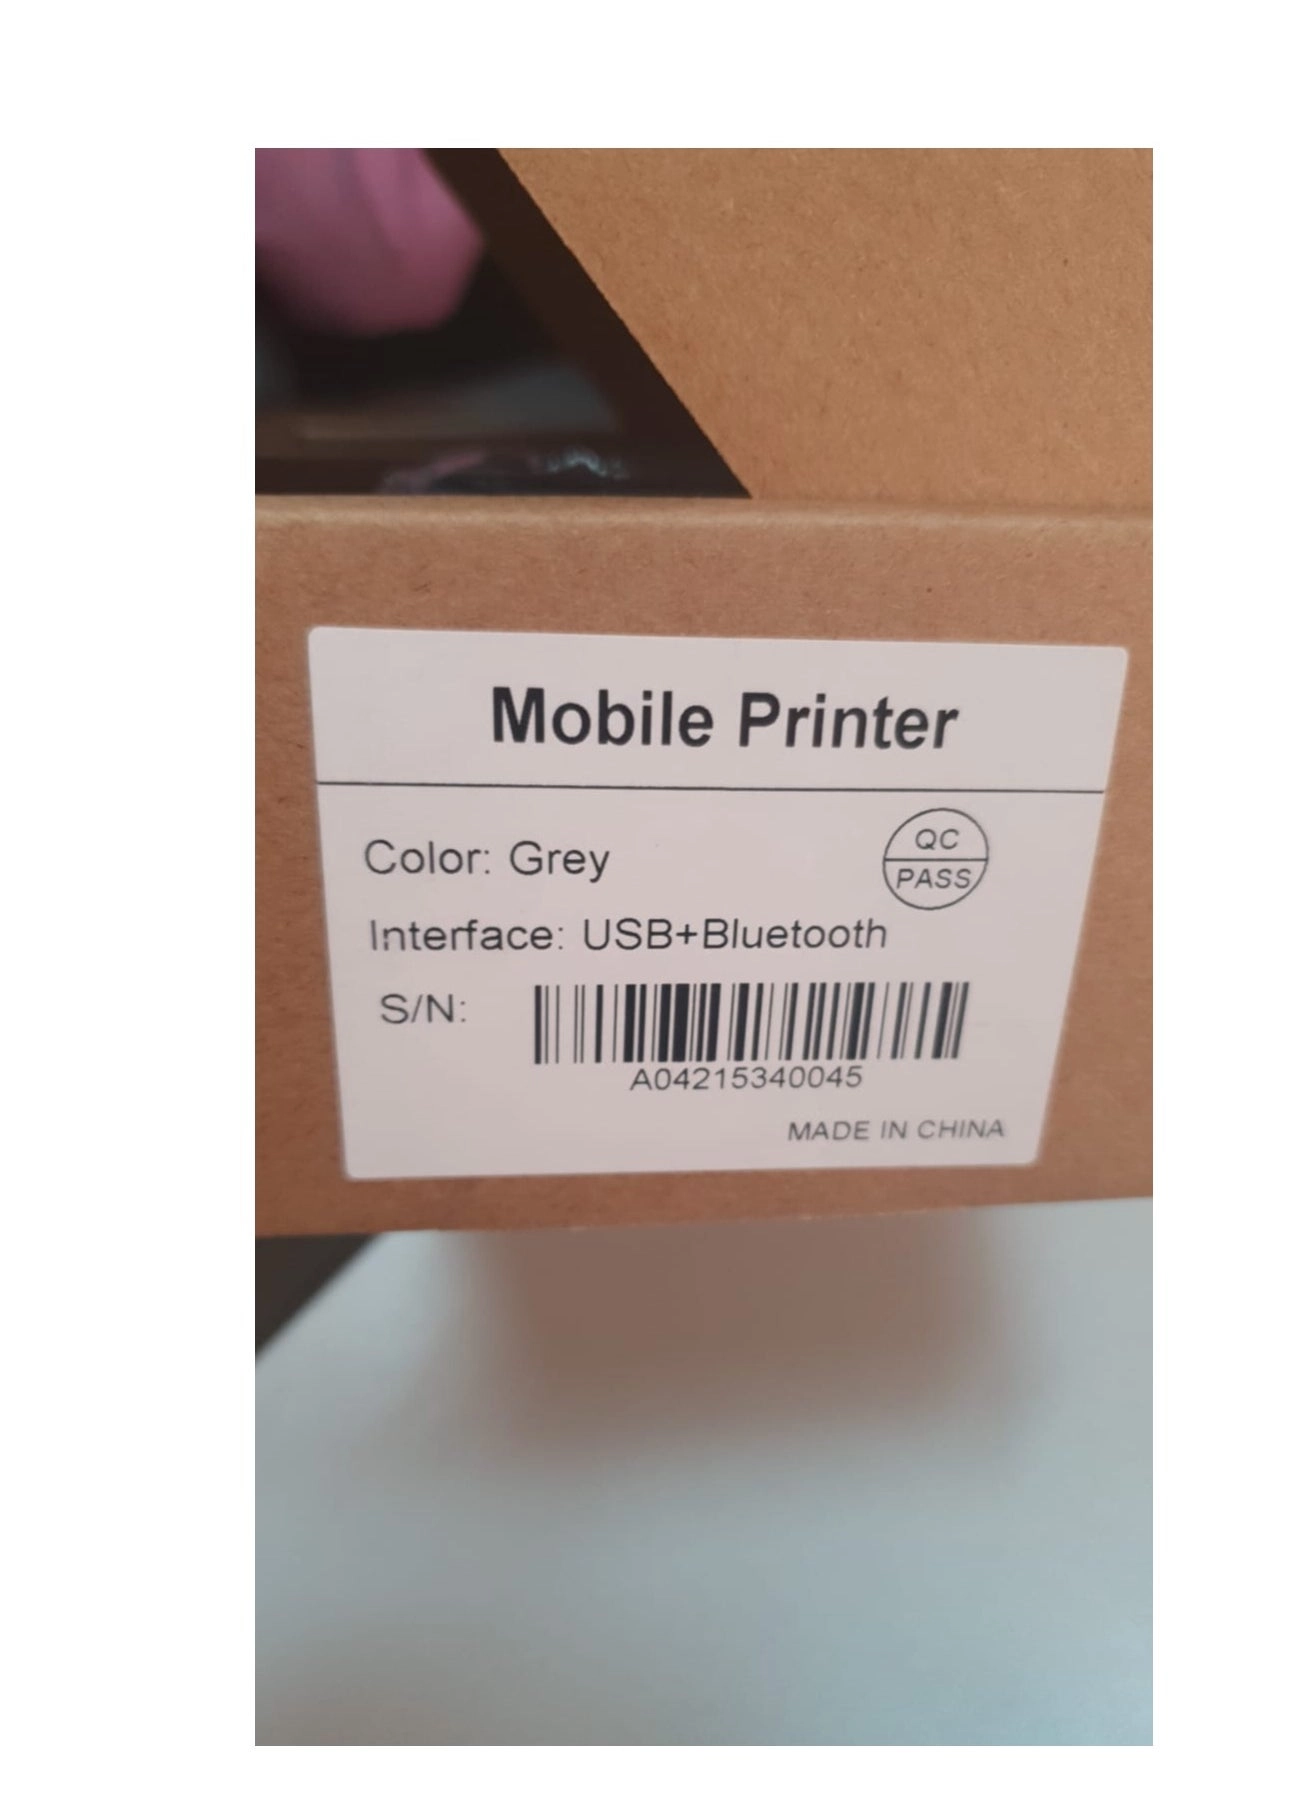 Mobile Printer
Color: Grey
QC
PASS
Interface: USB+Bluetooth
S/N:
A04215340045
MADE IN CHINA